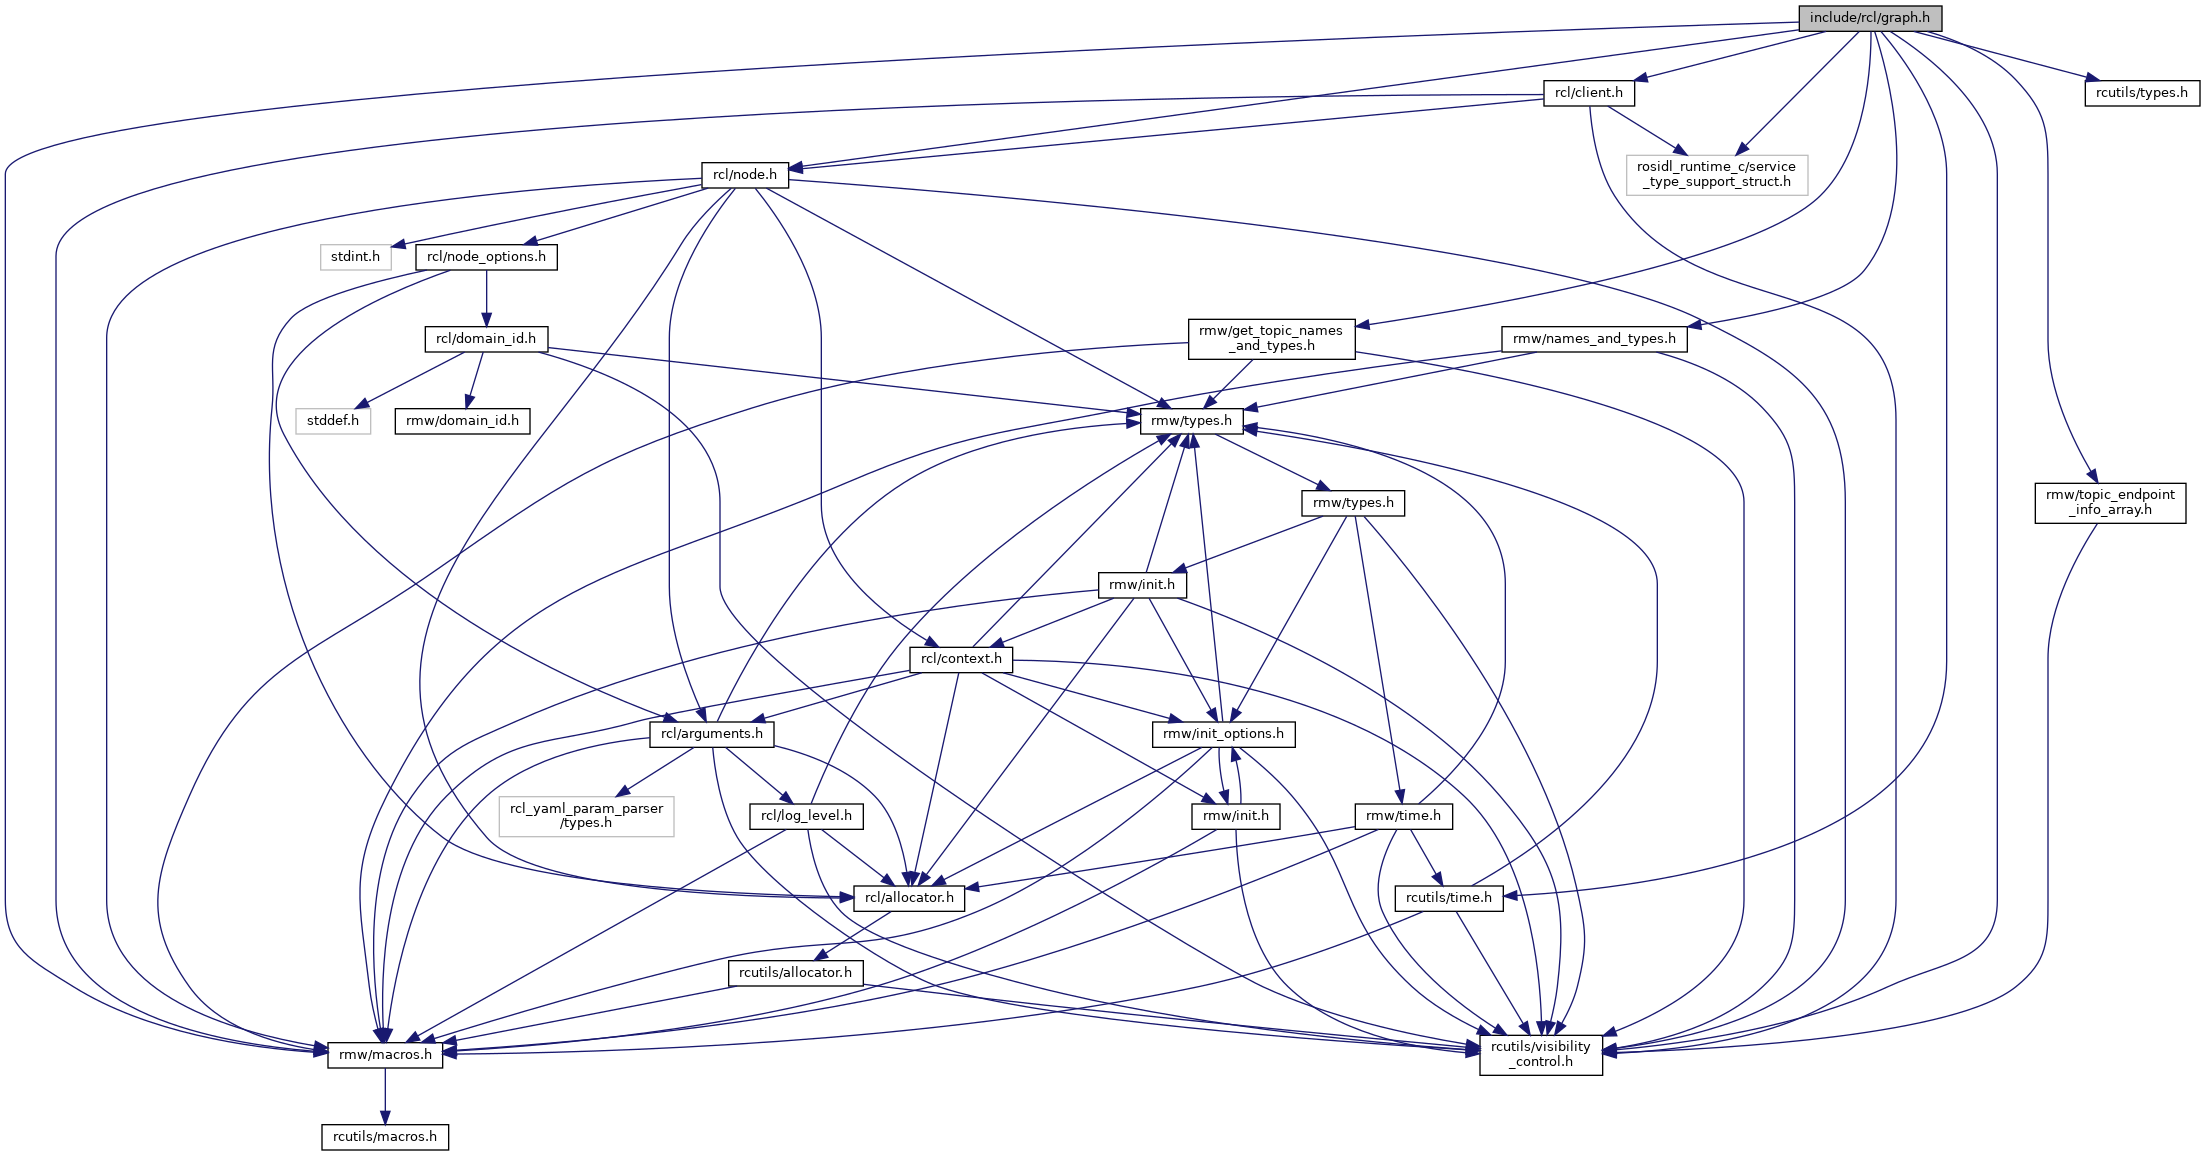 include/rcl/graph.h
rcl/client.h
rcutils/types.h
rcl/node.h
rosidl_runtime_c/service
_type_support_struct.h
stdint.h
rcl/node_options.h
rcl/domain_id.h
rmw/get_topic_names
_and_types.h
rmw/names_and_types.h
stddef.h
rmw/domain_id.h
rmw/types.h
rmw/types.h
rmw/topic_endpoint
_info_array.h
rmw/init.h
rcl/context.h
rcl/arguments.h
rmw/init_options.h
rcl_yaml_param_parser
/types.h
rcl/log_level.h
rmw/init.h
rmw/time.h
rcl/allocator.h
rcutils/time.h
rcutils/allocator.h
rmw/macros.h
rcutils/visibility
_control.h
rcutils/macros.h